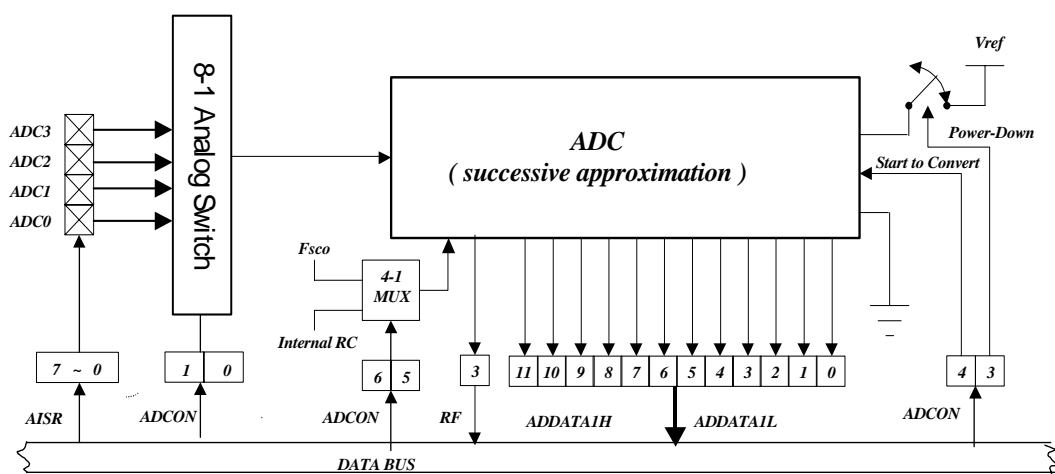 Vref
8-1 Analog Switch
ADC3
ADC2
ADC1
ADC0
ADC
( successive approximation )
Power-Down
Start to Convert
Fsco
4-1
MUX
Internal RC
7 ~ 0
1 0
6 5
3
11 10 9 8 7 6 5 4 3 2 1 0
4 3
AISR
ADCON
ADCON
RF
ADDATA1H
ADDATA1L
ADCON
DATA BUS